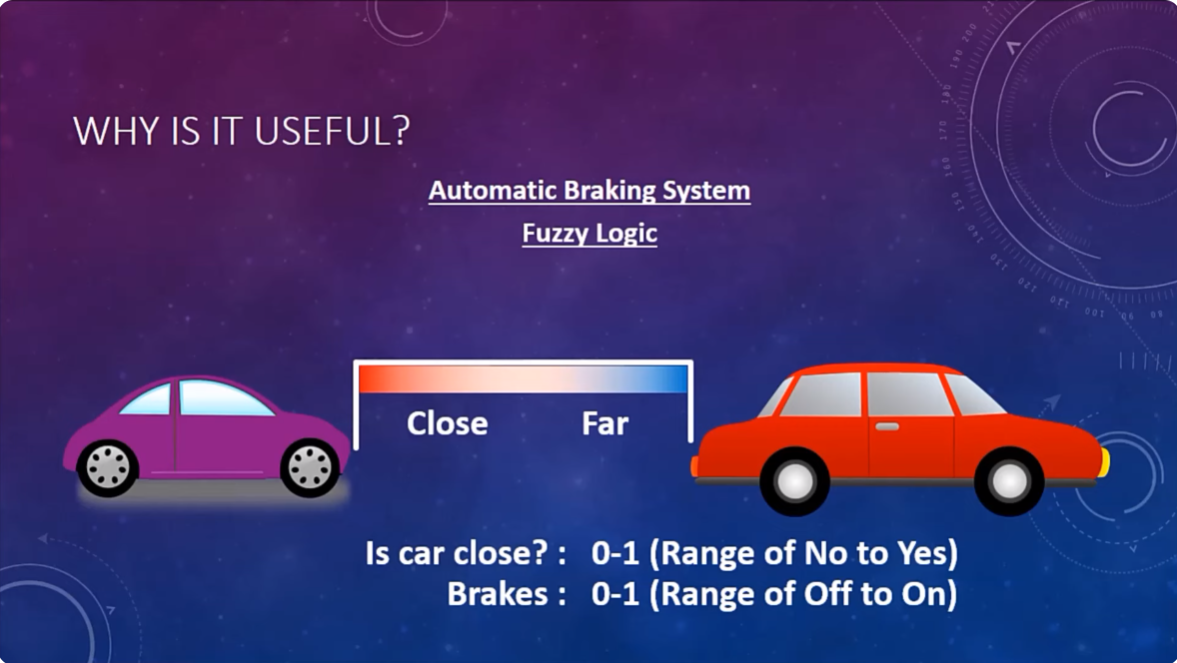 WHY IS IT USEFUL?
Automatic Braking System
Fuzzy Logic
Close Far
Is car close? : 0-1 (Range of No to Yes)
Brakes : 0-1 (Range of Off to On)